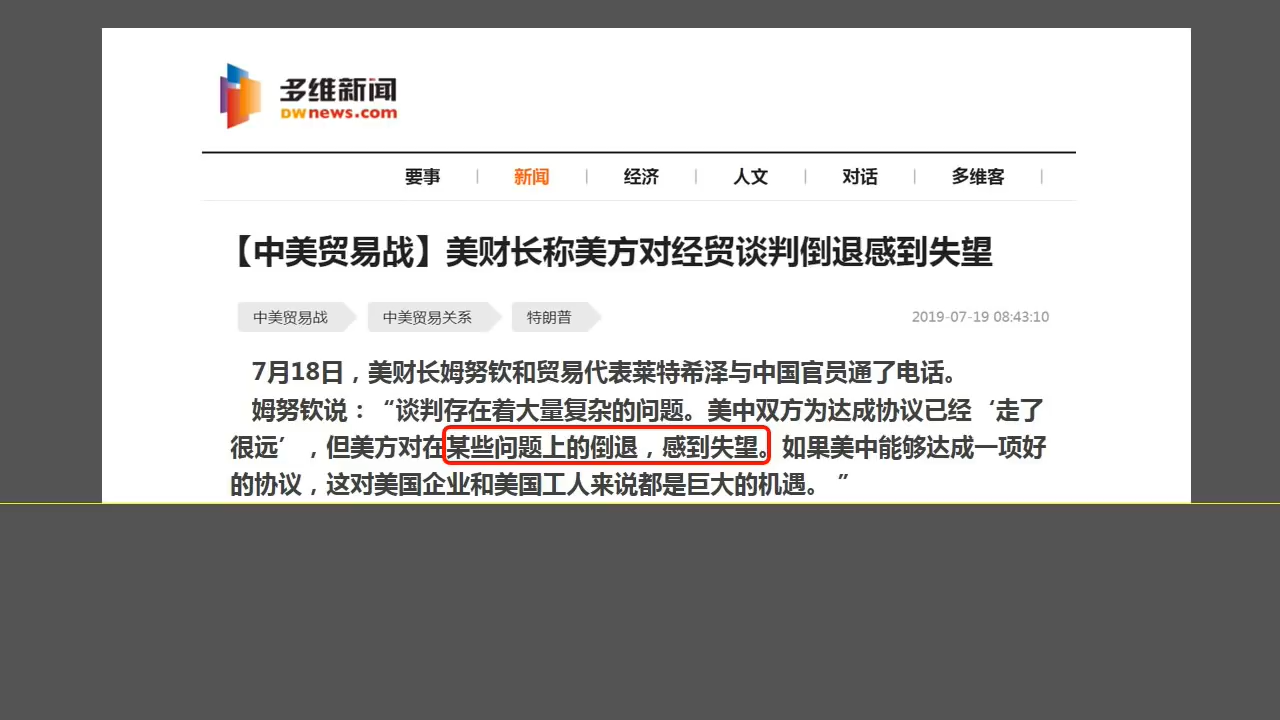 多维新闻
DWnews.com
要事 | 新闻 | 经济 | 人文 | 对话 | 多维客 |
【中美贸易战】美财长称美方对经贸谈判倒退感到失望
中美贸易战 中美贸易关系 特朗普 2019-07-19 08:43:10
7月18日，美财长姆努钦和贸易代表莱特希泽与中国官员通了电话。
姆努钦说：“谈判存在着大量复杂的问题。美中双方为达成协议已经‘走了
很远’，但美方对在某些问题上的倒退，感到失望。如果美中能够达成一项好
的协议，这对美国企业和美国工人来说都是巨大的机遇。”